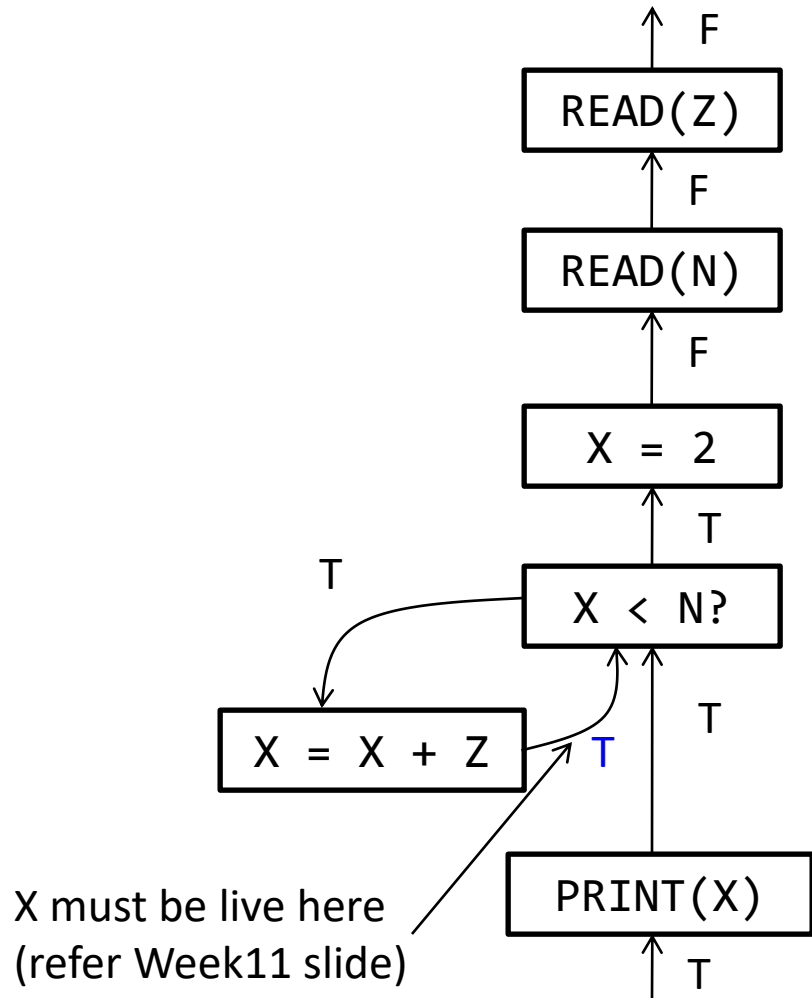 F
READ(Z)
F
READ(N)
F
X = 2
T
T
X < N?
T
X = X + Z
T
PRINT(X)
X must be live here
(refer Week11 slide)
T